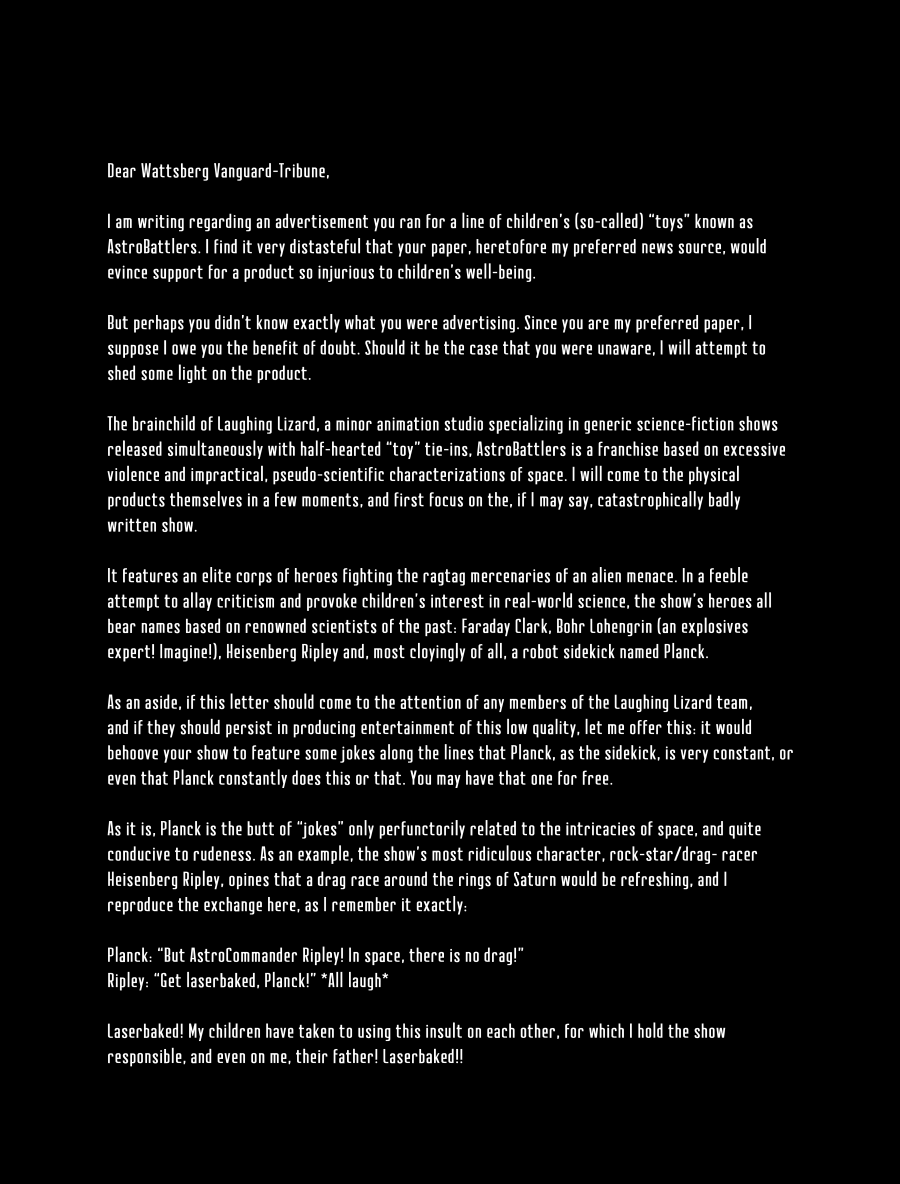 Dear Wattsberg Vanguard-Tribune,
I am writing regarding an advertisement you ran for a line of children’s (so-called) “toys” known as
AstroBattlers. I find it very distasteful that your paper, heretofore my preferred news source, would
evince support for a product so injurious to children’s well-being.
But perhaps you didn’t know exactly what you were advertising. Since you are my preferred paper, I
suppose I owe you the benefit of doubt. Should it be the case that you were unaware, I will attempt to
shed some light on the product.
The brainchild of Laughing Lizard, a minor animation studio specializing in generic science-fiction shows
released simultaneously with half-hearted “toy” tie-ins, AstroBattlers is a franchise based on excessive
violence and impractical, pseudo-scientific characterizations of space. I will come to the physical
products themselves in a few moments, and first focus on the, if I may say, catastrophically badly
written show.
It features an elite corps of heroes fighting the ragtag mercenaries of an alien menace. In a feeble
attempt to allay criticism and provoke children’s interest in real-world science, the show’s heroes all
bear names based on renowned scientists of the past: Faraday Clark, Bohr Lohengrin (an explosives
expert! Imagine!), Heisenberg Ripley and, most cloyingly of all, a robot sidekick named Planck.
As an aside, if this letter should come to the attention of any members of the Laughing Lizard team,
and if they should persist in producing entertainment of this low quality, let me offer this: it would
behoove your show to feature some jokes along the lines that Planck, as the sidekick, is very constant, or
even that Planck constantly does this or that. You may have that one for free.
As it is, Planck is the butt of “jokes” only perfunctorily related to the intricacies of space, and quite
conducive to rudeness. As an example, the show’s most ridiculous character, rock-star/drag- racer
Heisenberg Ripley, opines that a drag race around the rings of Saturn would be refreshing, and I
reproduce the exchange here, as I remember it exactly:
Planck: “But AstroCommander Ripley! In space, there is no drag!”
Ripley: “Get laserbaked, Planck!” *All laugh*
Laserbaked! My children have taken to using this insult on each other, for which I hold the show
responsible, and even on me, their father! Laserbaked!!